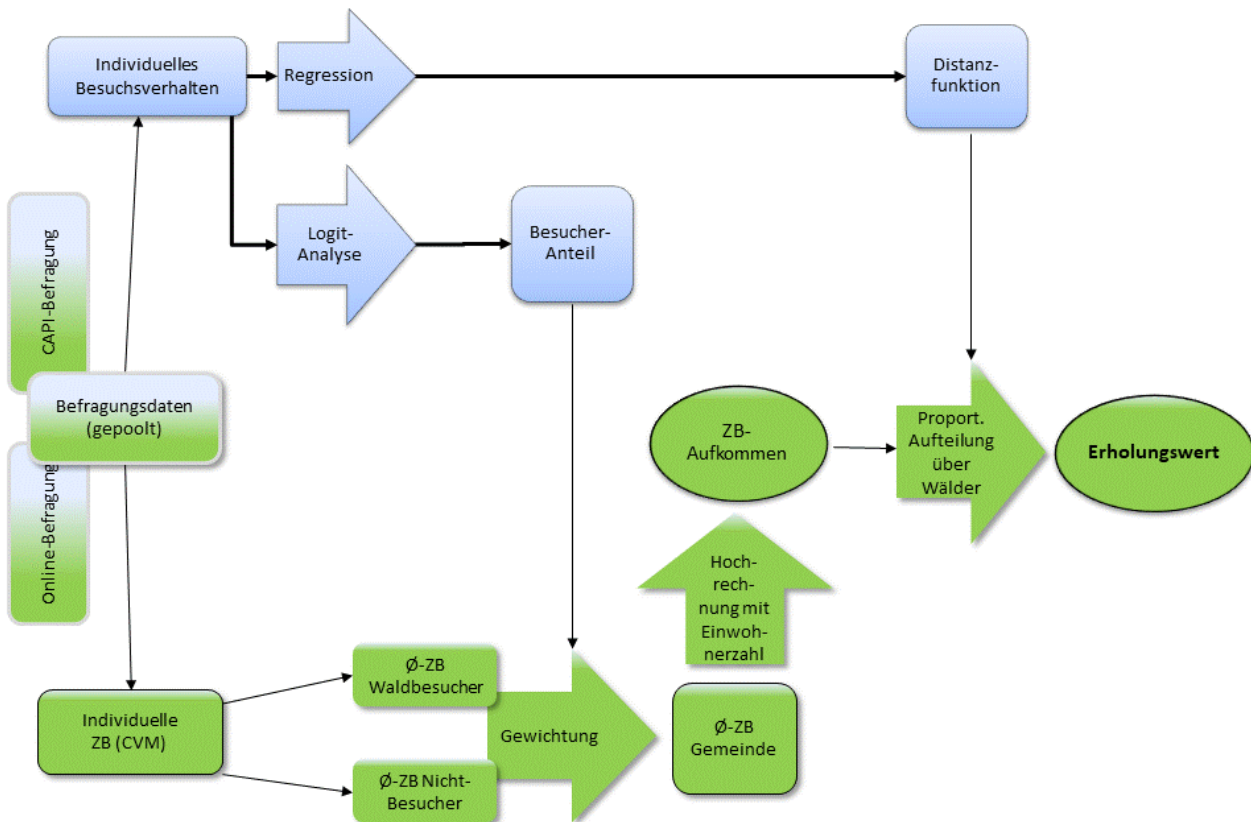 Individuelles
Besuchsverhalten
Regression
Distanz-
funktion
Logit-
Analyse
Besucher-
Anteil
CAPI-Befragung
Befragungsdaten
(gepoolt)
Online-Befragung
ZB-
Aufkommen
Proport.
Aufteilung
über
Wälder
Erholungswert
Hoch-
rech-
nung mit
Einwoh-
nerzahl
Individuelle
ZB (CVM)
Ø-ZB
Waldbesucher
Ø-ZB Nicht-
Besucher
Gewichtung
Ø-ZB
Gemeinde